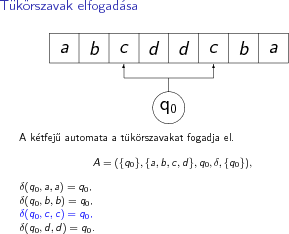 Tükörszavak elfogadása
a b c d d c b a
q₀
A kétfejű automata a tükörszavakat fogadja el.
A = ({q₀}, {a, b, c, d}, q₀, δ, {q₀}),
δ(q₀, a, a) = q₀,
δ(q₀, b, b) = q₀,
δ(q₀, c, c) = q₀,
δ(q₀, d, d) = q₀.